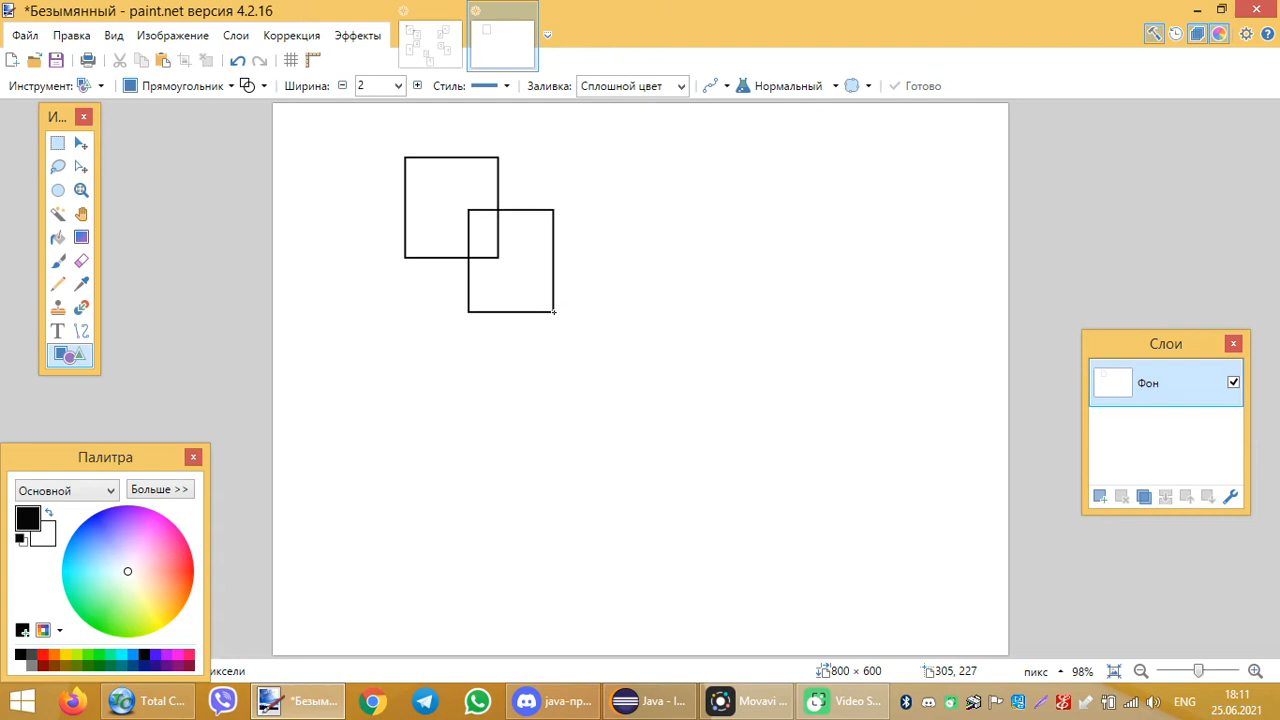 *Безымянный - paint.net версия 4.2.16
Файл Правка Вид Изображение Слои Коррекция Эффекты
Инструмент: Прямоугольник Ширина: 2 Стиль: Заливка: Сплошной цвет Нормальный Готово
И...
T
Слои
Фон
Палитра
Основной Больше >>
иксели 800 × 600 305, 227 пикс 98%
Total C... *Безым... java-пр... Java - I... Movavi ... Video S... ENG 18:11
25.06.2021